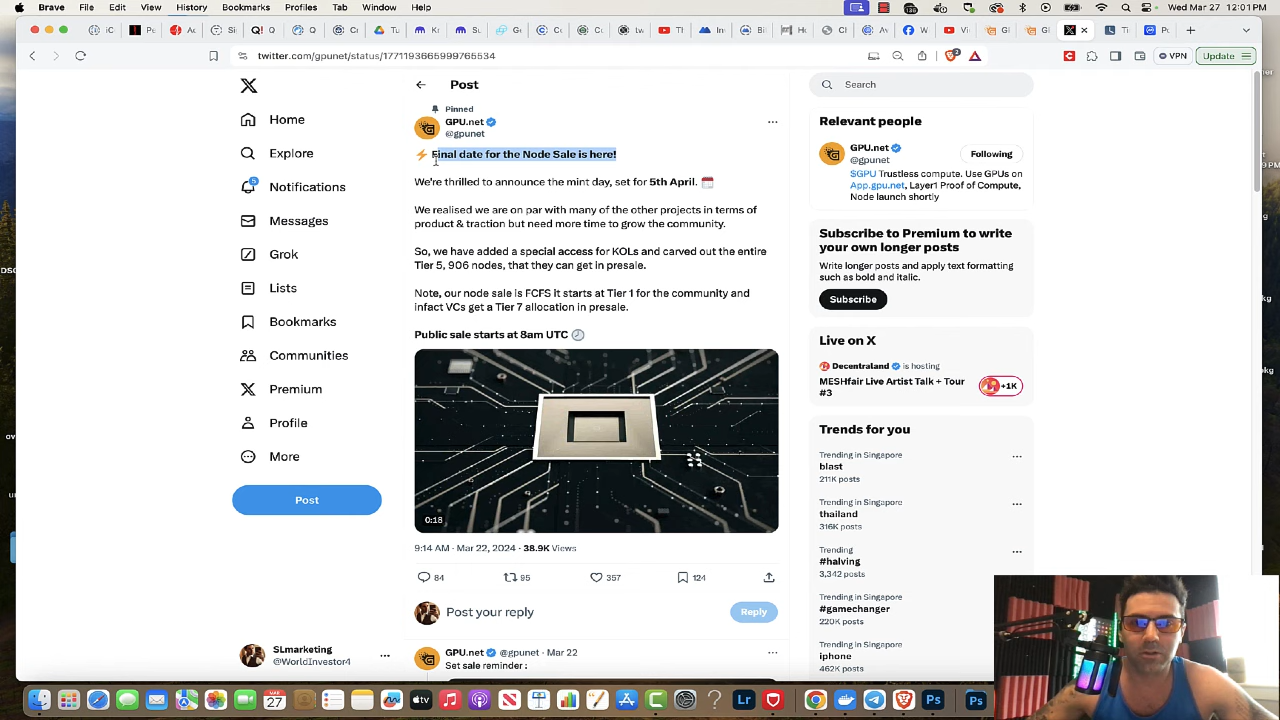 Brave File Edit View History Bookmarks Profiles Tab Window Help
Wed Mar 27 12:01 PM
twitter.com/gpunet/status/1771193665999765534
VPN
Update
Post
Search
Pinned
GPU.net
@gpunet
⚡ Final date for the Node Sale is here!
We're thrilled to announce the mint day, set for 5th April. 🗓️
We realised we are on par with many of the other projects in terms of
product & traction but need more time to grow the community.
So, we have added a special access for KOLs and carved out the entire
Tier 5, 906 nodes, that they can get in presale.
Note, our node sale is FCFS it starts at Tier 1 for the community and
infact VCs get a Tier 7 allocation in presale.
Public sale starts at 8am UTC 🕗
0:18
9:14 AM · Mar 22, 2024 · 38.9K Views
84 95 357 124
Post your reply
Reply
GPU.net @gpunet · Mar 22
Set sale reminder :
Home
Explore
5
Notifications
Messages
Grok
Lists
Bookmarks
Communities
Premium
Profile
More
Post
SLmarketing
@WorldInvestor4
Relevant people
GPU.net
@gpunet
Following
$GPU Trustless compute. Use GPUs on
App.gpu.net, Layer1 Proof of Compute,
Node launch shortly
Subscribe to Premium to write
your own longer posts
Write longer posts and apply text formatting
such as bold and italic.
Subscribe
Live on X
Decentraland is hosting
MESHfair Live Artist Talk + Tour
#3
+1K
Trends for you
Trending in Singapore
blast
211K posts
Trending in Singapore
thailand
316K posts
Trending
#halving
3,342 posts
Trending in Singapore
#gamechanger
220K posts
Trending in Singapore
iphone
462K posts